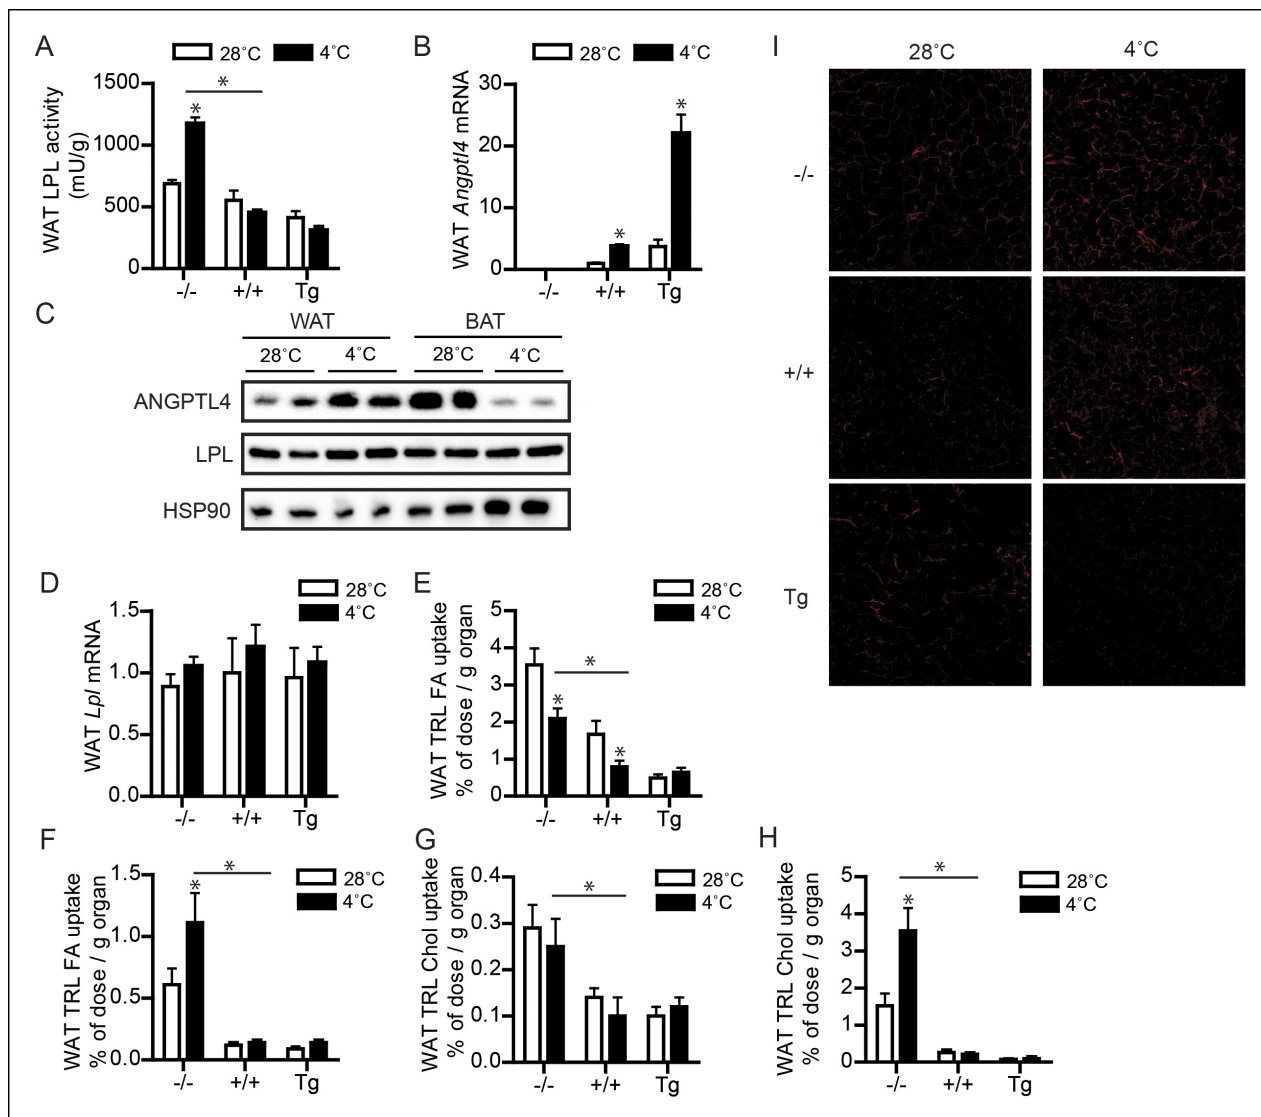 A
28°C 4°C
WAT LPL activity
(mU/g)
1500
1000
500
0
*
*
-/- +/+ Tg
B
28°C 4°C
WAT Angptl4 mRNA
30
20
10
0
*
*
-/- +/+ Tg
C
WAT BAT
28°C 4°C 28°C 4°C
ANGPTL4
LPL
HSP90
D
28°C
4°C
WAT Lpl mRNA
1.5
1.0
0.5
0.0
-/- +/+ Tg
E
28°C
4°C
WAT TRL FA uptake
% of dose / g organ
5
4
3
2
1
0
*
*
*
-/- +/+ Tg
F
28°C
4°C
WAT TRL FA uptake
% of dose / g organ
1.5
1.0
0.5
0.0
*
*
-/- +/+ Tg
G
28°C
4°C
WAT TRL Chol uptake
% of dose / g organ
0.4
0.3
0.2
0.1
0.0
*
-/- +/+ Tg
H
28°C
4°C
WAT TRL Chol uptake
% of dose / g organ
5
4
3
2
1
0
*
*
-/- +/+ Tg
I
28°C 4°C
-/-
+/+
Tg